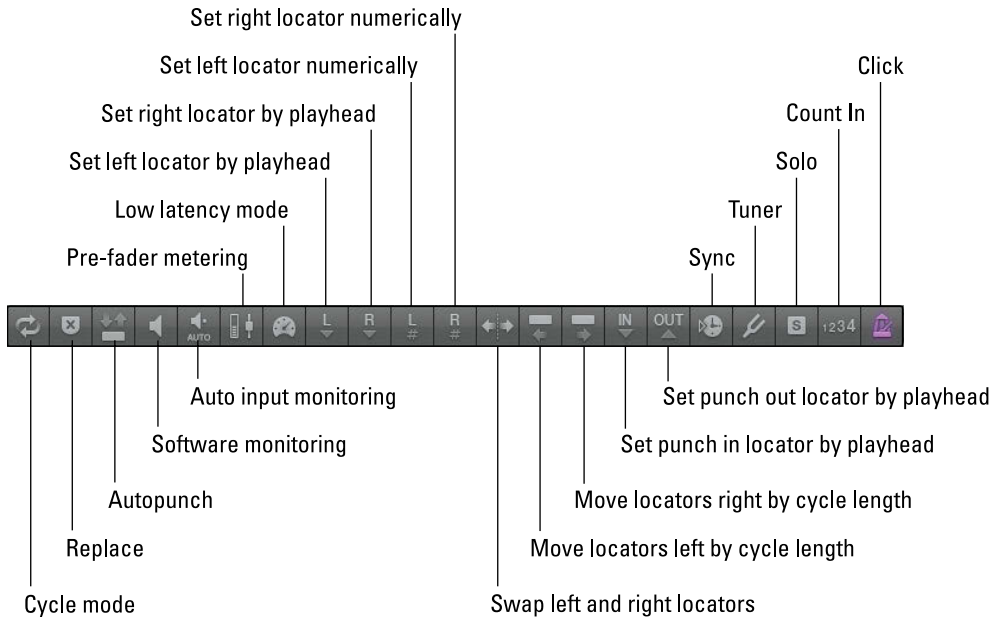 Set right locator numerically
Set left locator numerically
Click
Set right locator by playhead
Count In
Set left locator by playhead
Solo
Low latency mode
Tuner
Pre-fader metering
Sync
AUTO
L
R
L
#
R
#
IN
OUT
S
1234
Auto input monitoring
Set punch out locator by playhead
Software monitoring
Set punch in locator by playhead
Autopunch
Move locators right by cycle length
Replace
Move locators left by cycle length
Cycle mode
Swap left and right locators